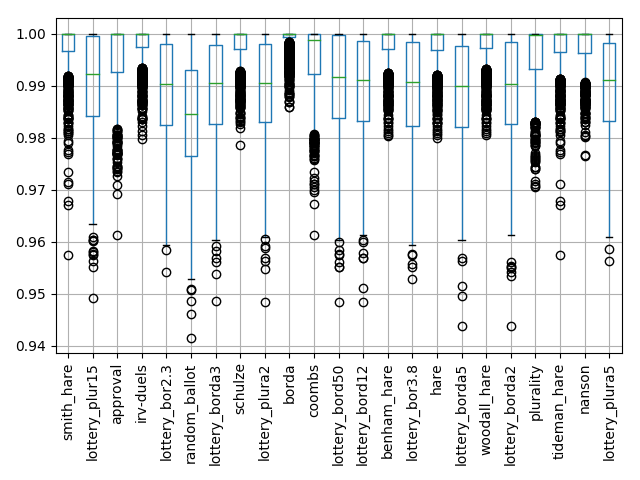 1.00
0.99
0.98
0.97
0.96
0.95
0.94
smith_hare
lottery_plur15
approval
irv-duels
lottery_bor2.3
random_ballot
lottery_borda3
schulze
lottery_plura2
borda
coombs
lottery_bord50
lottery_bord12
benham_hare
lottery_bor3.8
hare
lottery_borda5
woodall_hare
lottery_borda2
plurality
tideman_hare
nanson
lottery_plura5